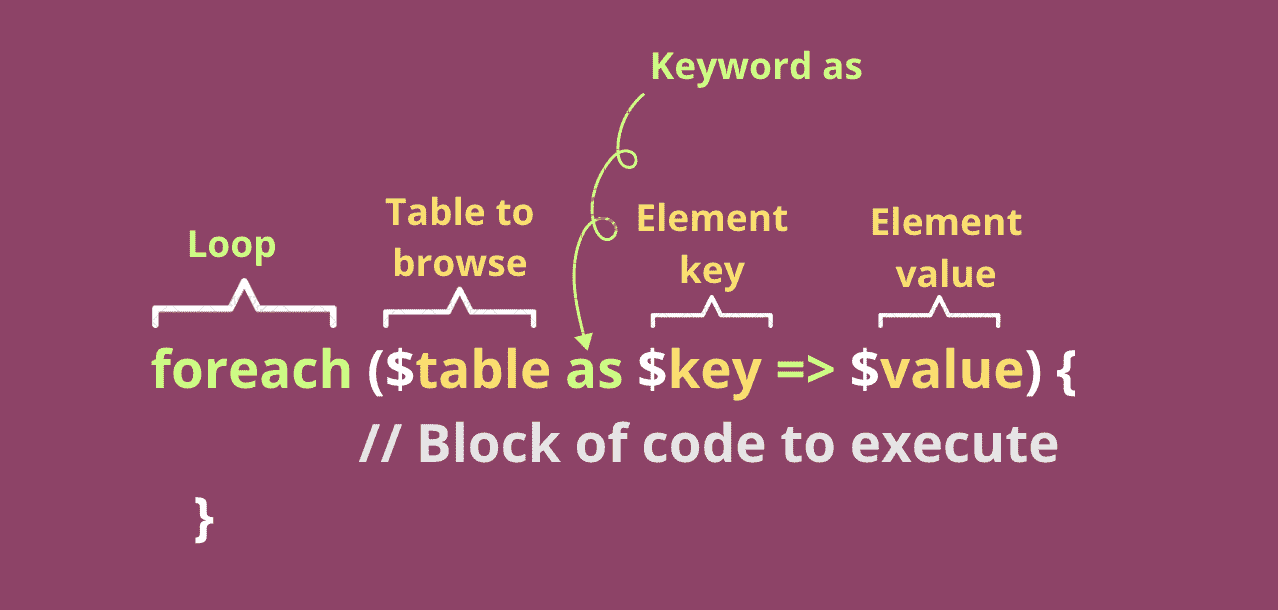 Keyword as
Table to
browse
Element
key
Element
value
Loop
foreach ($table as $key => $value) {
// Block of code to execute
}